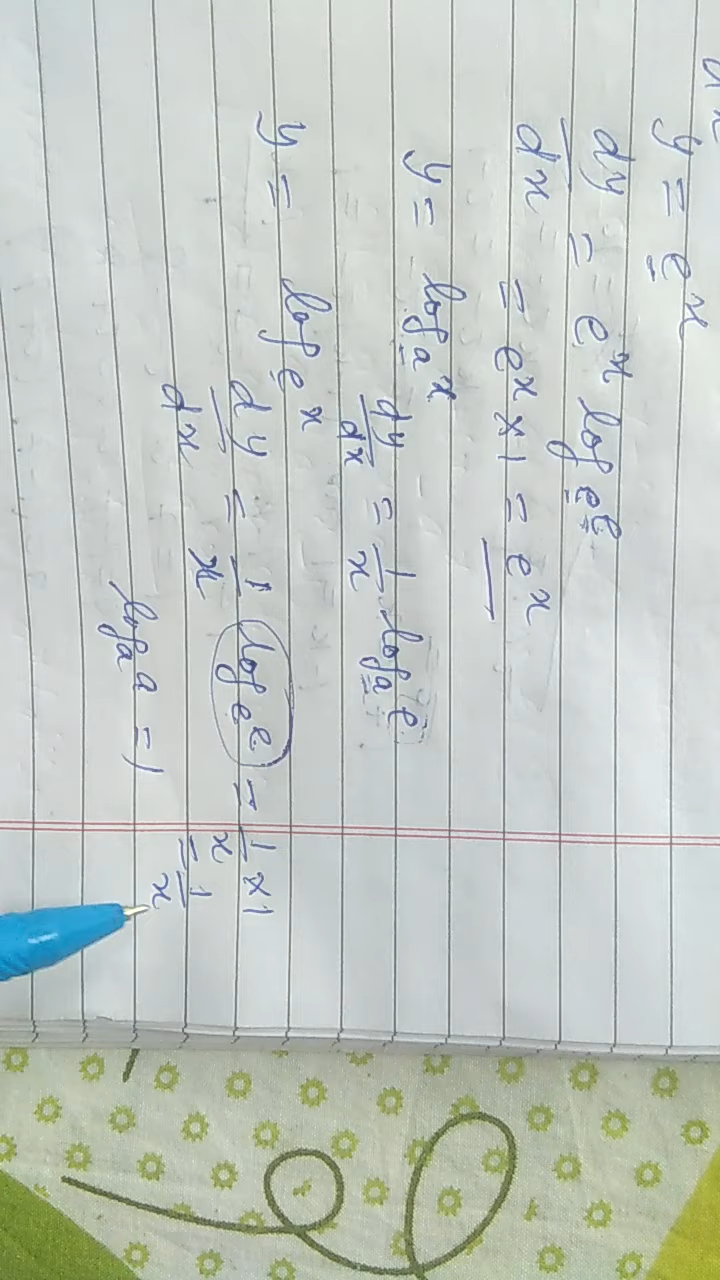 y = e^x
dy/dx = e^x log_e e
= e^x × 1 = e^x
y = log_a x
dy/dx = 1/x log_a e
y = log_e x
dy/dx = 1/x log_e e = 1/x × 1
= 1/x
log_a a = 1